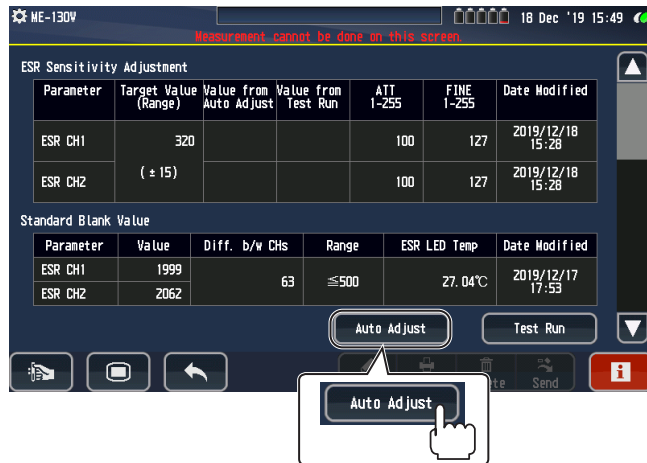 ME-130V
18 Dec '19 15:49
Measurement cannot be done on this screen.
ESR Sensitivity Adjustment
Parameter Target Value (Range) Value from Auto Adjust Value from Test Run ATT 1-255 FINE 1-255 Date Modified
ESR CH1 320 100 127 2019/12/18 15:28
(±15)
ESR CH2 100 127 2019/12/18 15:28
Standard Blank Value
Parameter Value Diff. b/w CHs Range ESR LED Temp Date Modified
ESR CH1 1999 63 ≦500 27.04℃ 2019/12/17 17:53
ESR CH2 2062
Auto Adjust Test Run
Send
i
Auto Adjust